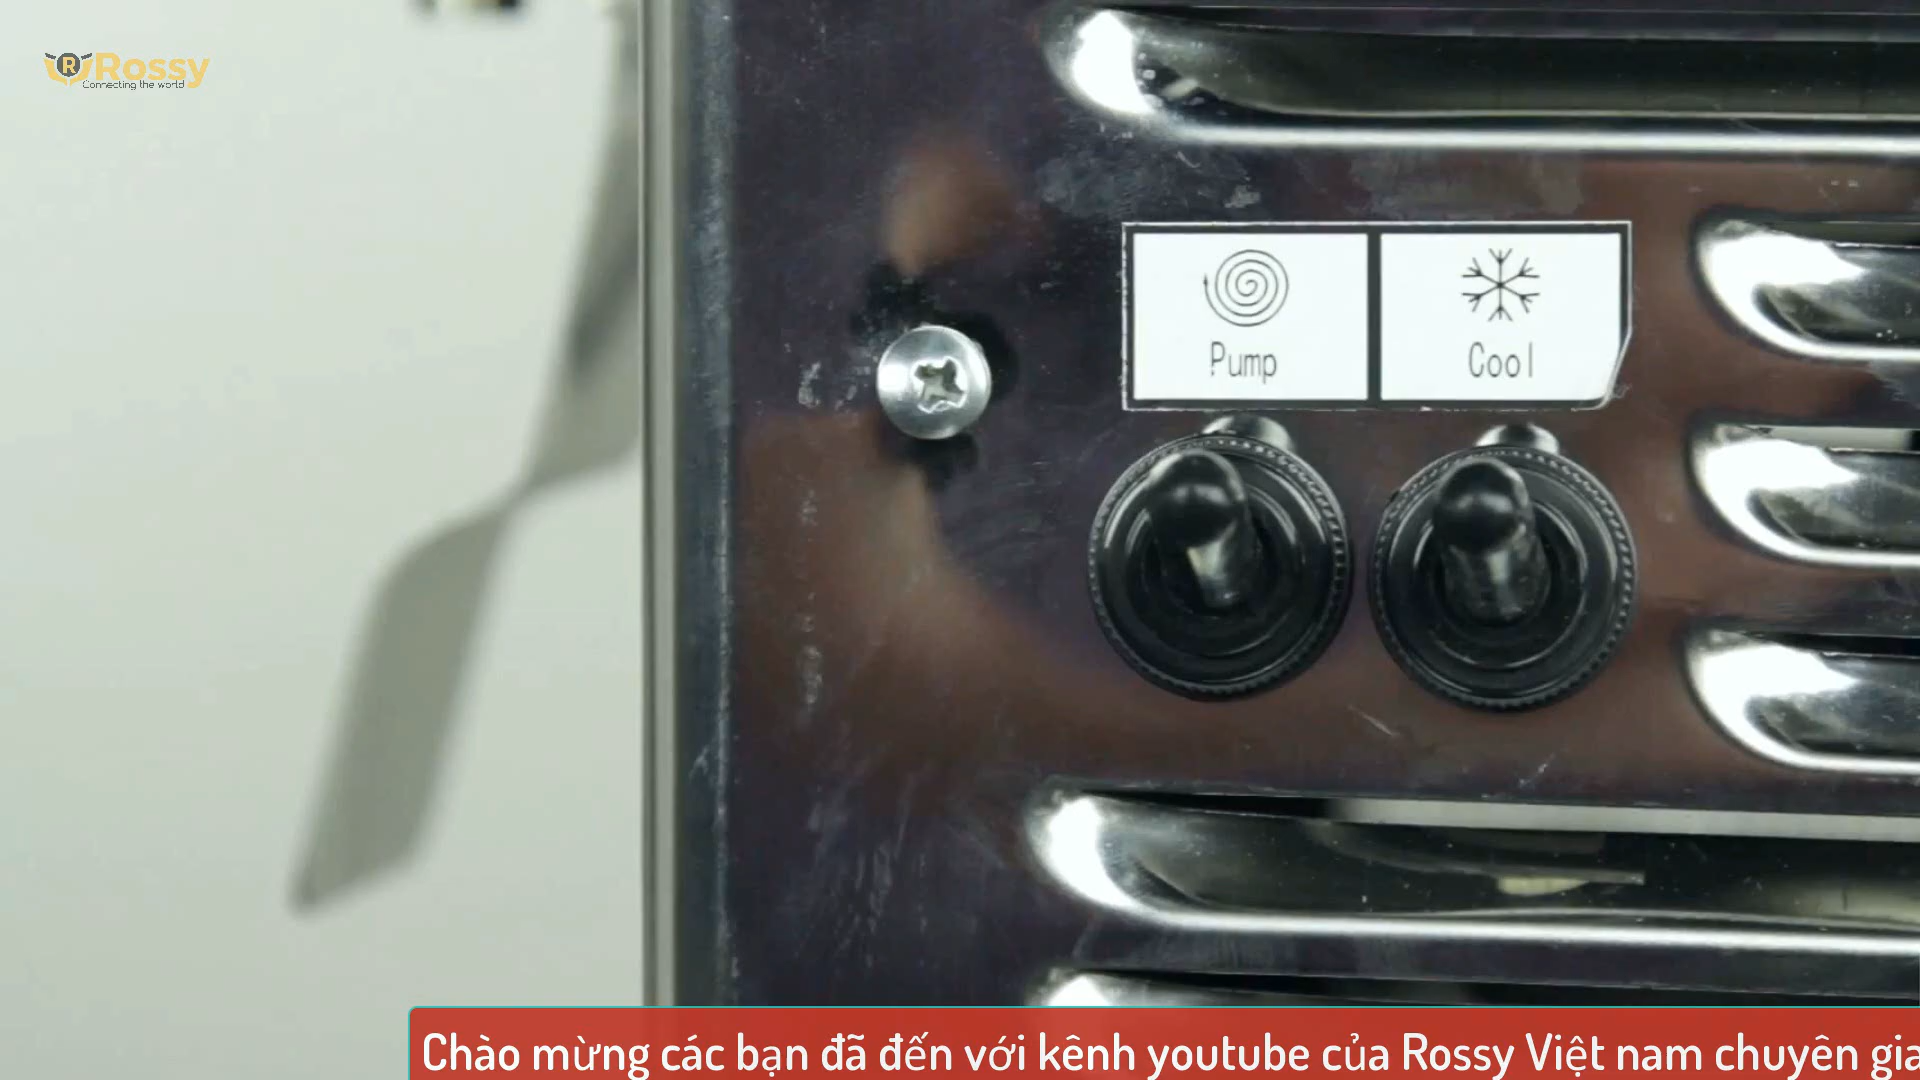 Rossy
Connecting the world
Pump
Cool
Chào mừng các bạn đã đến với kênh youtube của Rossy Việt nam chuyên gia